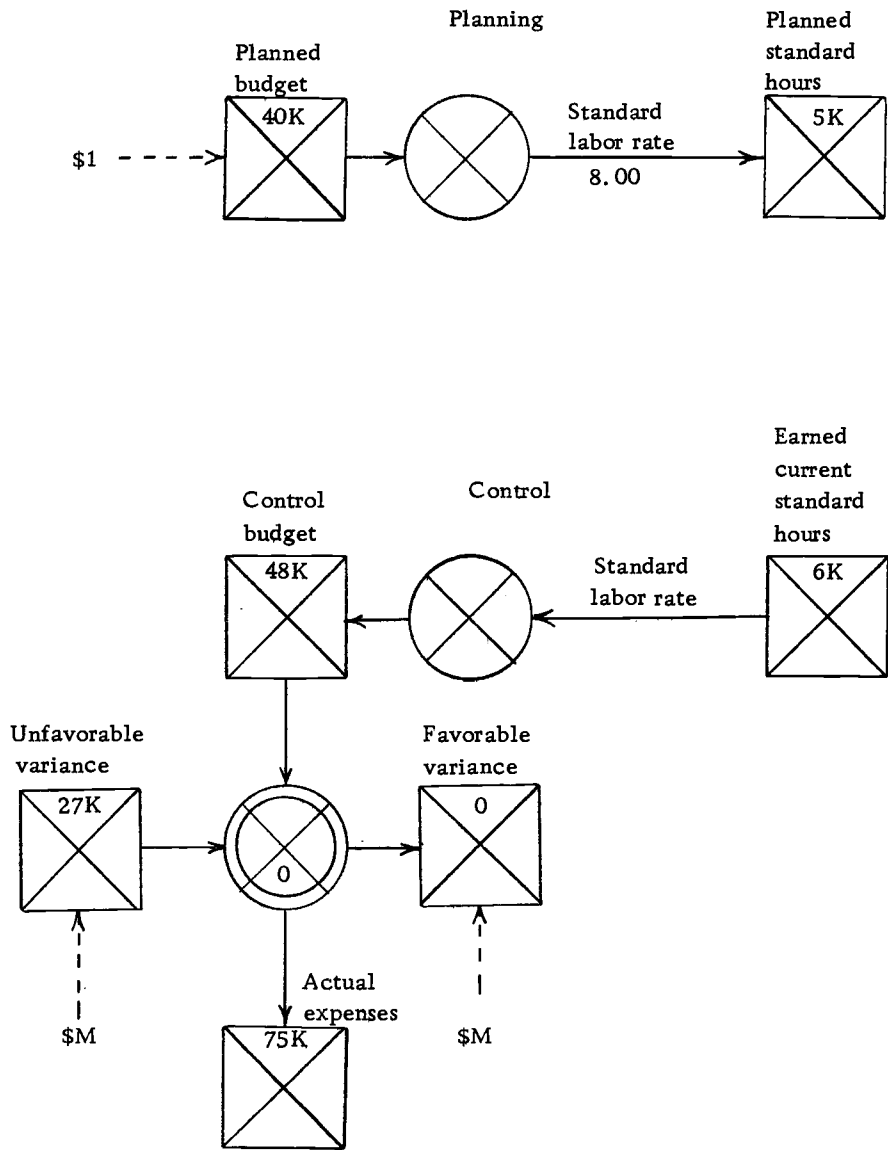 Planning
Planned
budget
40K
Planned
standard
hours
5K
$1
Standard
labor rate
8.00
Control
Control
budget
48K
Earned
current
standard
hours
6K
Standard
labor rate
Unfavorable
variance
27K
Favorable
variance
0
0
Actual
expenses
75K
$M
$M